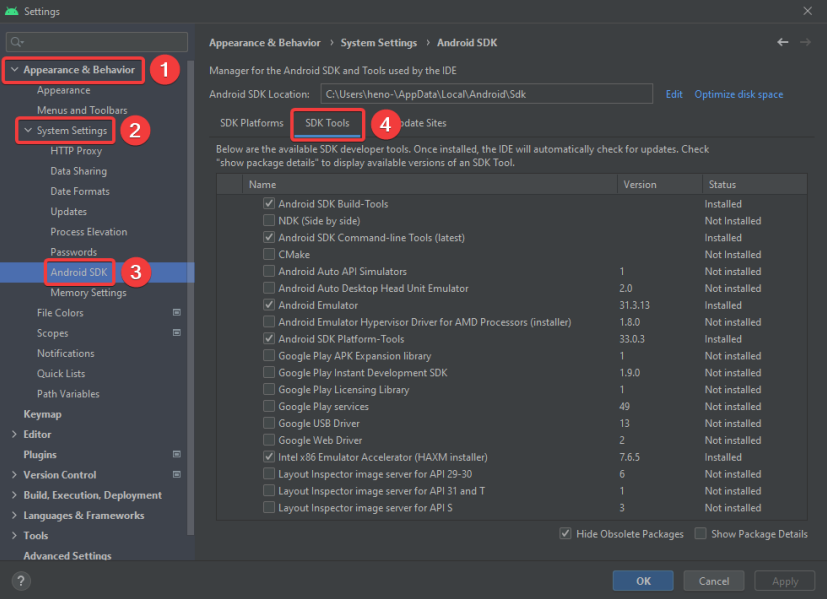 Settings
Appearance & Behavior
1
Appearance
Menus and Toolbars
System Settings
2
HTTP Proxy
Data Sharing
Date Formats
Updates
Process Elevation
Passwords
Android SDK
3
Memory Settings
File Colors
Scopes
Notifications
Quick Lists
Path Variables
Keymap
Editor
Plugins
Version Control
Build, Execution, Deployment
Languages & Frameworks
Tools
Advanced Settings
Appearance & Behavior › System Settings › Android SDK
Manager for the Android SDK and Tools used by the IDE
Android SDK Location: C:\Users\heno-\AppData\Local\Android\Sdk Edit Optimize disk space
SDK Platforms SDK Tools 4 pdate Sites
Below are the available SDK developer tools. Once installed, the IDE will automatically check for updates. Check
"show package details" to display available versions of an SDK Tool.
Name Version Status
Android SDK Build-Tools Installed
NDK (Side by side) Not Installed
Android SDK Command-line Tools (latest) Installed
CMake Not Installed
Android Auto API Simulators 1 Not installed
Android Auto Desktop Head Unit Emulator 2.0 Not installed
Android Emulator 31.3.13 Installed
Android Emulator Hypervisor Driver for AMD Processors (installer) 1.8.0 Not installed
Android SDK Platform-Tools 33.0.3 Installed
Google Play APK Expansion library 1 Not installed
Google Play Instant Development SDK 1.9.0 Not installed
Google Play Licensing Library 1 Not installed
Google Play services 49 Not installed
Google USB Driver 13 Not installed
Google Web Driver 2 Not installed
Intel x86 Emulator Accelerator (HAXM installer) 7.6.5 Installed
Layout Inspector image server for API 29-30 6 Not installed
Layout Inspector image server for API 31 and T 1 Not installed
Layout Inspector image server for API S 3 Not installed
Hide Obsolete Packages Show Package Details
? OK Cancel Apply